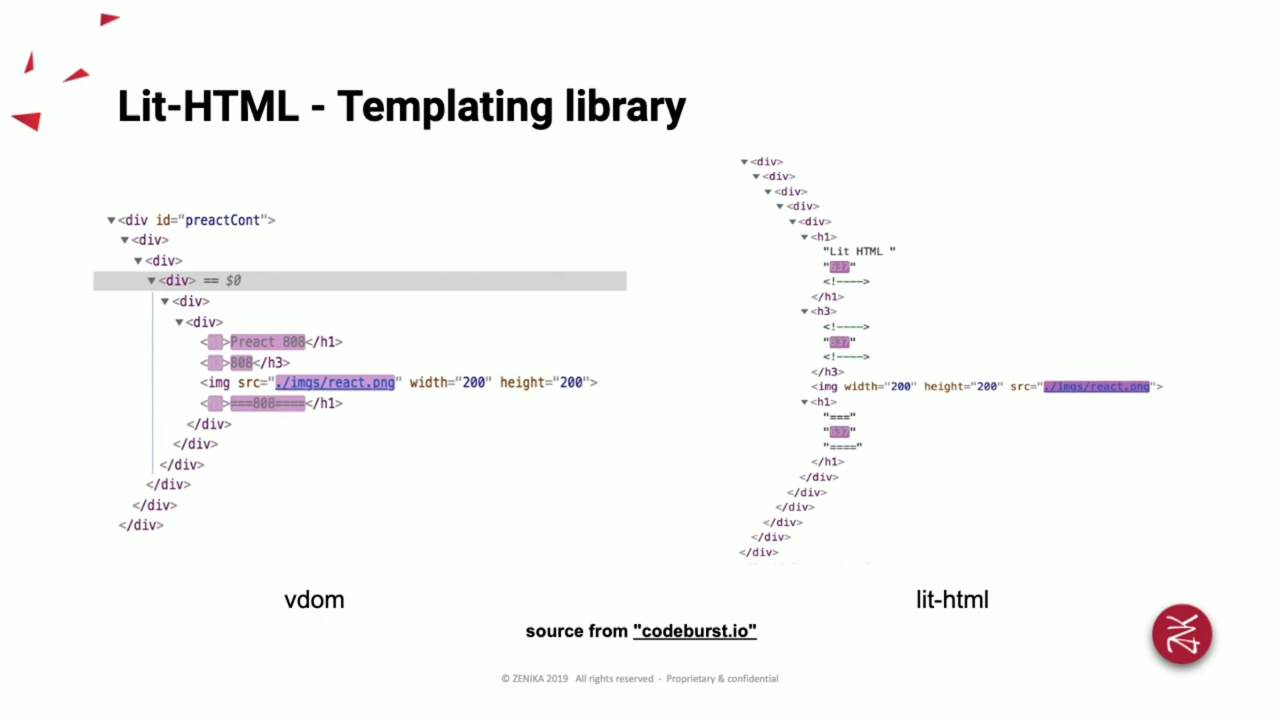 Lit-HTML - Templating library
▼<div id="preactCont">
▼<div>
▼<div>
▼<div> == $0
▼<div>
▼<div>
< >Preact 808</h1>
< >808</h3>
<img src="./imgs/react.png" width="200" height="200">
< >===808====</h1>
</div>
</div>
</div>
</div>
</div>
</div>
vdom
▼<div>
▼<div>
▼<div>
▼<div>
▼<div>
▼<h1>
"Lit HTML "
"637"
<!---->
</h1>
▼<h3>
<!---->
"637"
<!---->
</h3>
<img width="200" height="200" src="./imgs/react.png">
▼<h1>
"==="
"637"
"===="
</h1>
</div>
</div>
</div>
</div>
</div>
</div>
lit-html
source from "codeburst.io"
ZNK
© ZENIKA 2019 All rights reserved - Proprietary & confidential